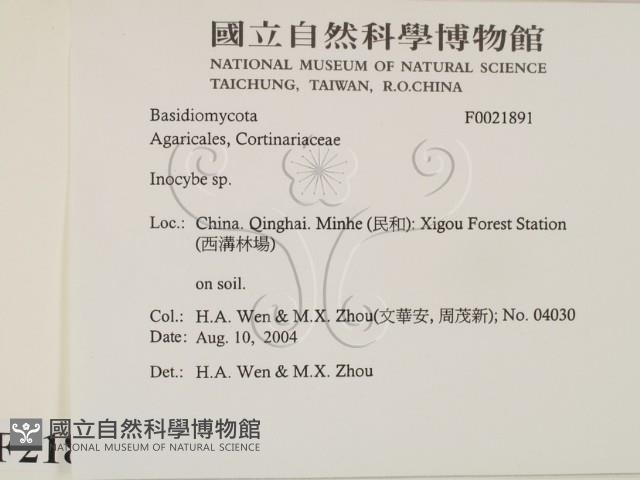 國立自然科學博物館
NATIONAL MUSEUM OF NATURAL SCIENCE
TAICHUNG, TAIWAN, R.O.CHINA
Basidiomycota F0021891
Agaricales, Cortinariaceae
Inocybe sp.
Loc.: China. Qinghai. Minhe (民和): Xigou Forest Station
(西溝林場)
on soil.
Col.: H.A. Wen & M.X. Zhou(文華安, 周茂新); No. 04030
Date: Aug. 10, 2004
Det.: H.A. Wen & M.X. Zhou
國立自然科學博物館
NATIONAL MUSEUM OF NATURAL SCIENCE